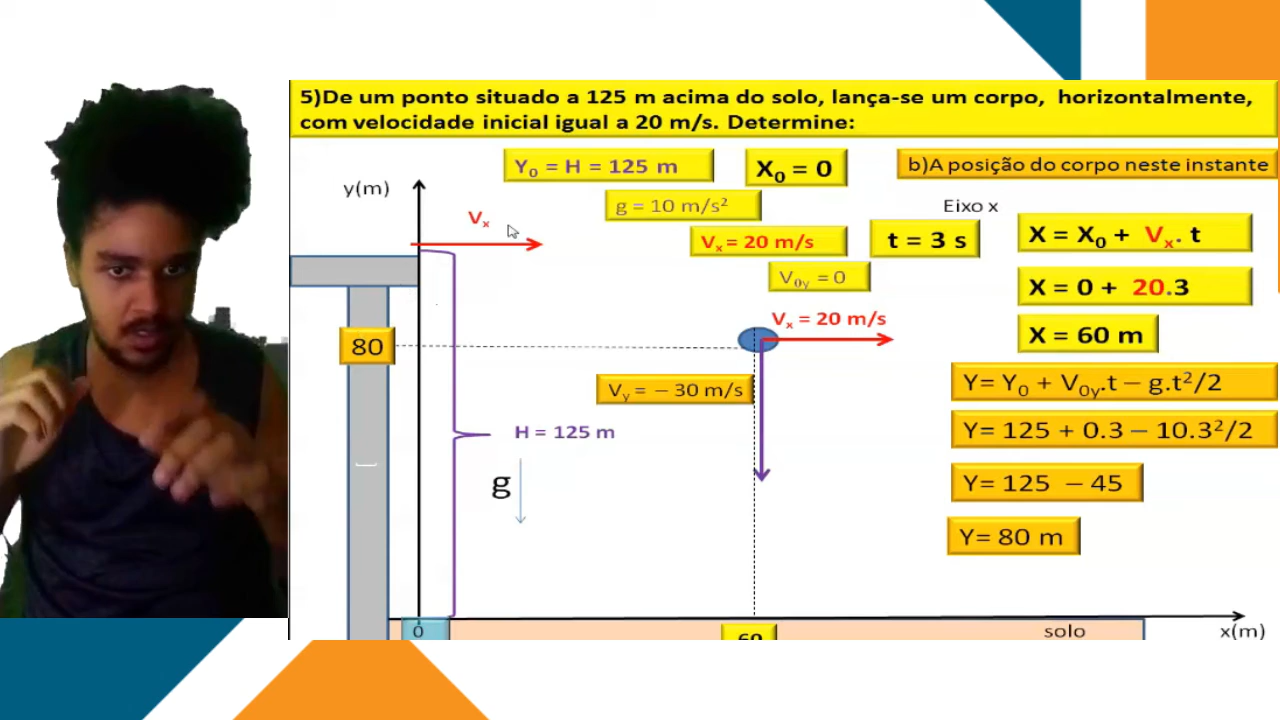 5)De um ponto situado a 125 m acima do solo, lança-se um corpo, horizontalmente,
com velocidade inicial igual a 20 m/s. Determine:
Y₀ = H = 125 m
X₀ = 0
b)A posição do corpo neste instante
y(m)
g = 10 m/s²
Eixo x
Vₓ
Vₓ = 20 m/s
t = 3 s
X = X₀ + Vₓ. t
V₀ᵧ = 0
X = 0 + 20.3
Vₓ = 20 m/s
X = 60 m
80
Vᵧ = – 30 m/s
Y= Y₀ + V₀ᵧ.t – g.t²/2
H = 125 m
Y= 125 + 0.3 – 10.3²/2
g
Y= 125 – 45
Y= 80 m
0
60
solo
x(m)